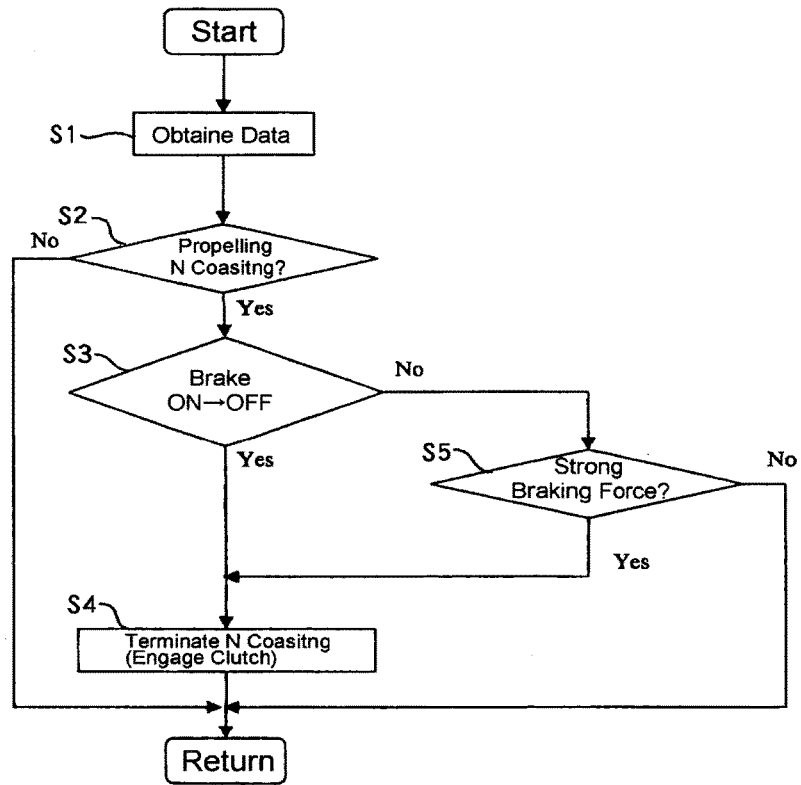 Start
S1
Obtaine Data
S2
No
Propelling
N Coasitng?
Yes
S3
Brake
ON→OFF
No
Yes
S5
Strong
Braking Force?
No
Yes
S4
Terminate N Coasitng
(Engage Clutch)
Return